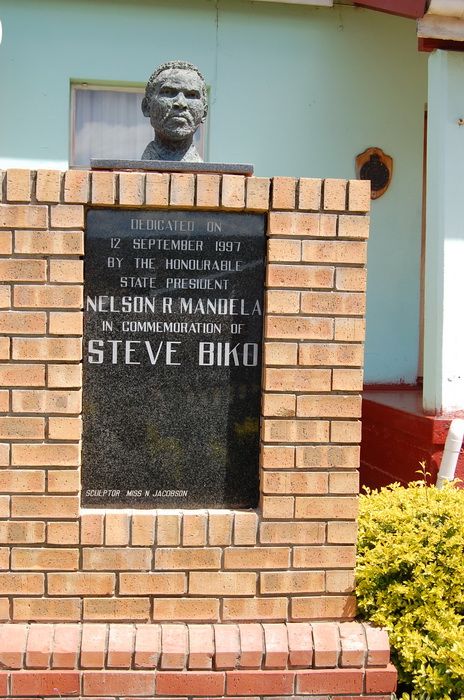 DEDICATED ON
12 SEPTEMBER 1997
BY THE HONOURABLE
STATE PRESIDENT
NELSON R MANDELA
IN COMMEMORATION OF
STEVE BIKO
SCULPTOR MISS N JACOBSON